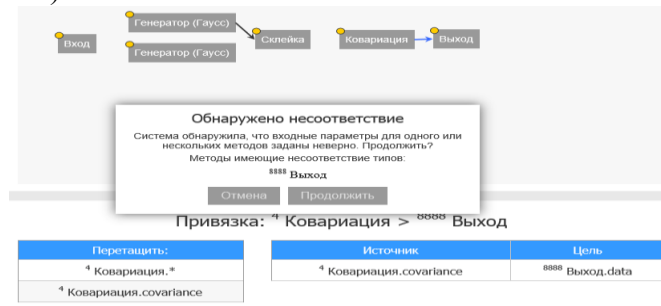 Вход
Генератор (Гаусс)
Генератор (Гаусс)
Склейка
Ковариация
Выход
Обнаружено несоответствие
Система обнаружила, что входные параметры для одного или
нескольких методов заданы неверно. Продолжить?
Методы имеющие несоответствие типов:
⁸⁸⁸⁸ Выход
Отмена
Продолжить
Привязка: ⁴ Ковариация > ⁸⁸⁸⁸ Выход
Перетащить:
⁴ Ковариация.*
⁴ Ковариация.covariance
Источник
Цель
⁴ Ковариация.covariance
⁸⁸⁸⁸ Выход.data